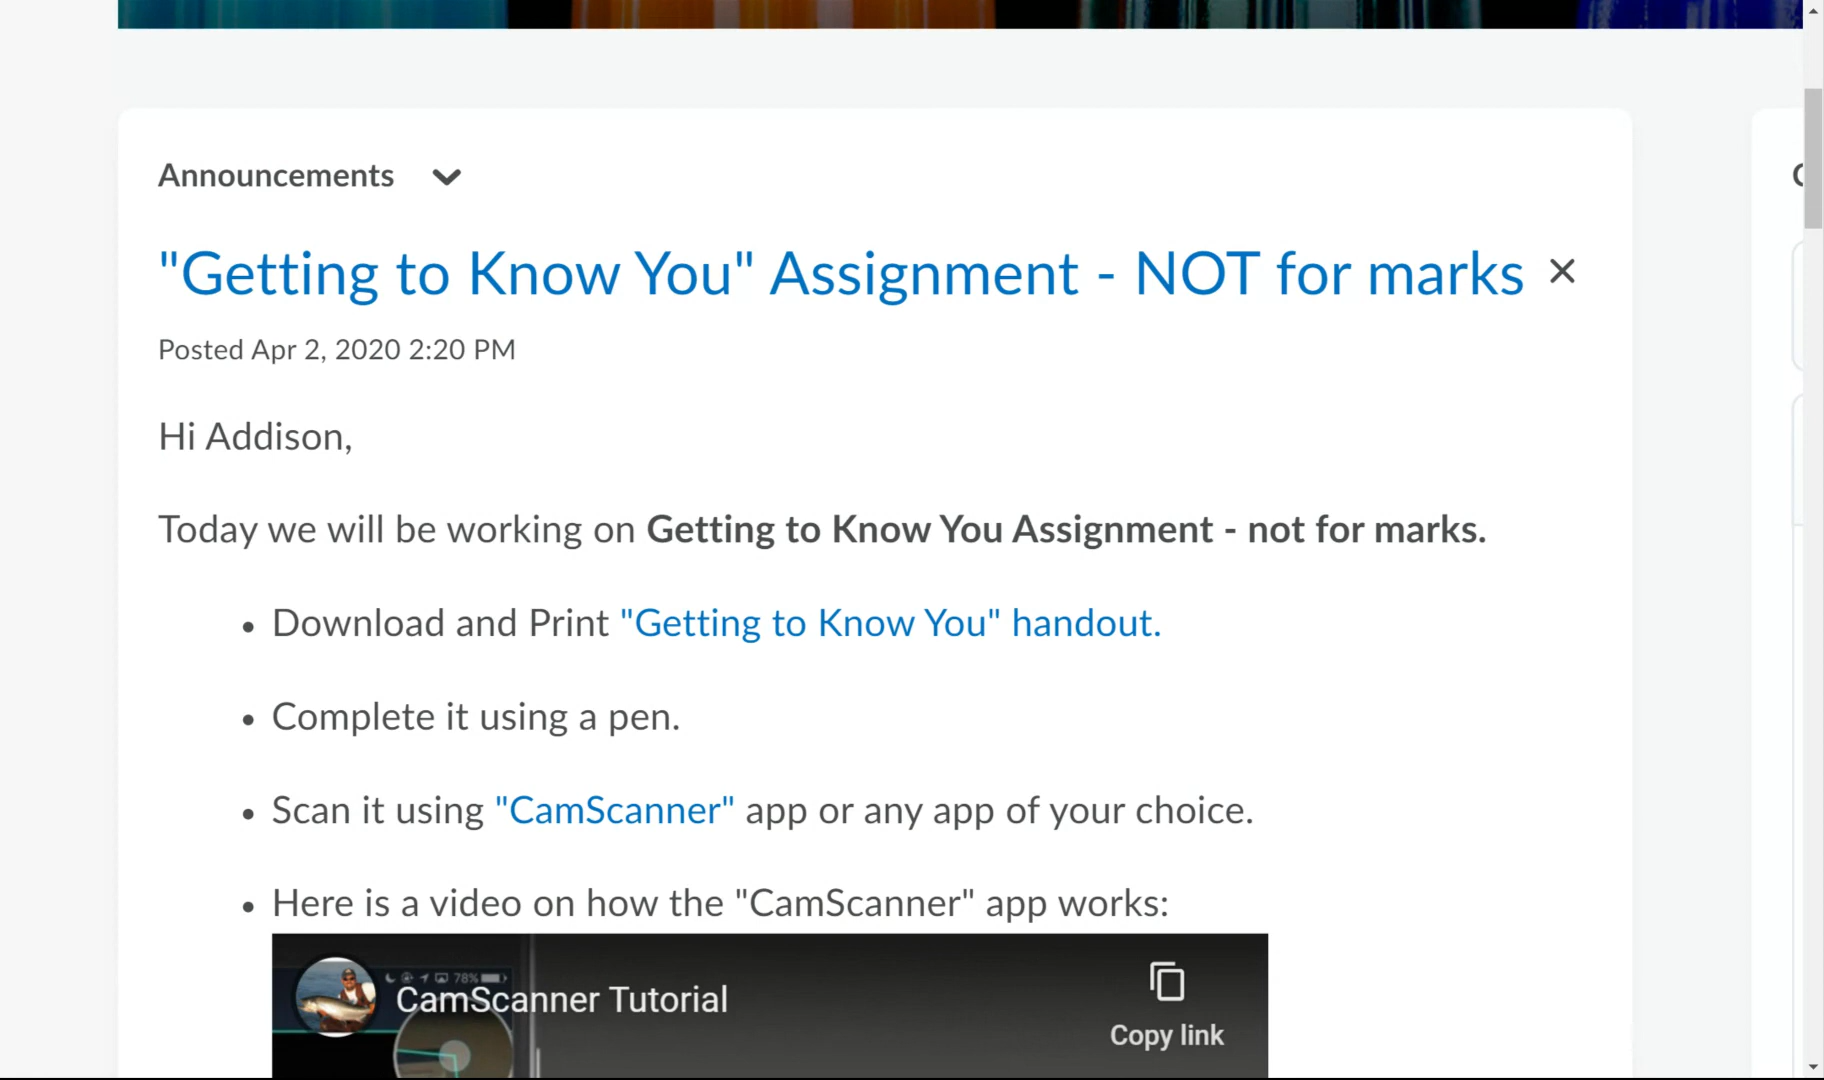 Announcements
"Getting to Know You" Assignment - NOT for marks
Posted Apr 2, 2020 2:20 PM
Hi Addison,
Today we will be working on Getting to Know You Assignment - not for marks.
• Download and Print "Getting to Know You" handout.
• Complete it using a pen.
• Scan it using "CamScanner" app or any app of your choice.
• Here is a video on how the "CamScanner" app works:
78%
CamScanner Tutorial
Copy link